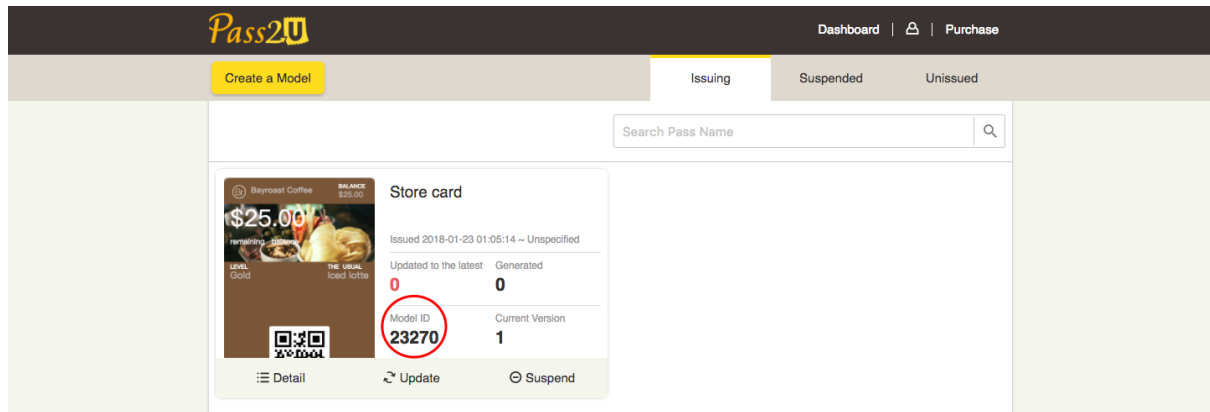 Pass2U
Dashboard | | Purchase
Create a Model
Issuing Suspended Unissued
Search Pass Name
Bayroast Coffee BALANCE $25.00
$25.00
remaining balance
LEVEL THE USUAL
Gold Iced lotte
Store card
Issued 2018-01-23 01:05:14 ~ Unspecified
Updated to the latest Generated
0 0
Model ID Current Version
23270 1
Detail Update Suspend